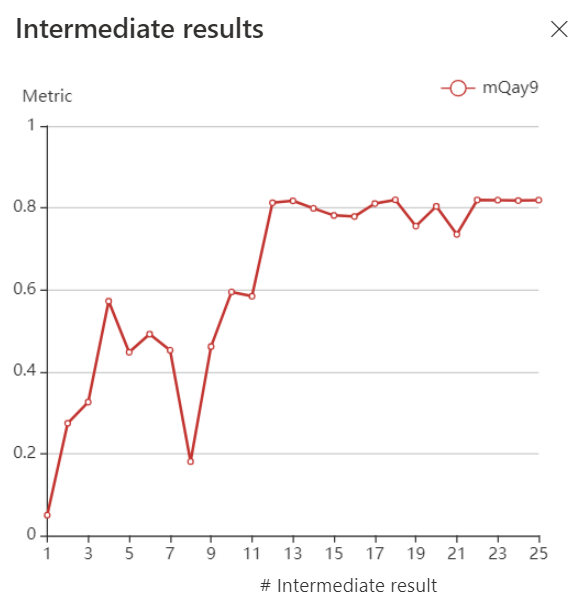 Intermediate results
mQay9
Metric
1
0.8
0.6
0.4
0.2
0
1 3 5 7 9 11 13 15 17 19 21 23 25
# Intermediate result